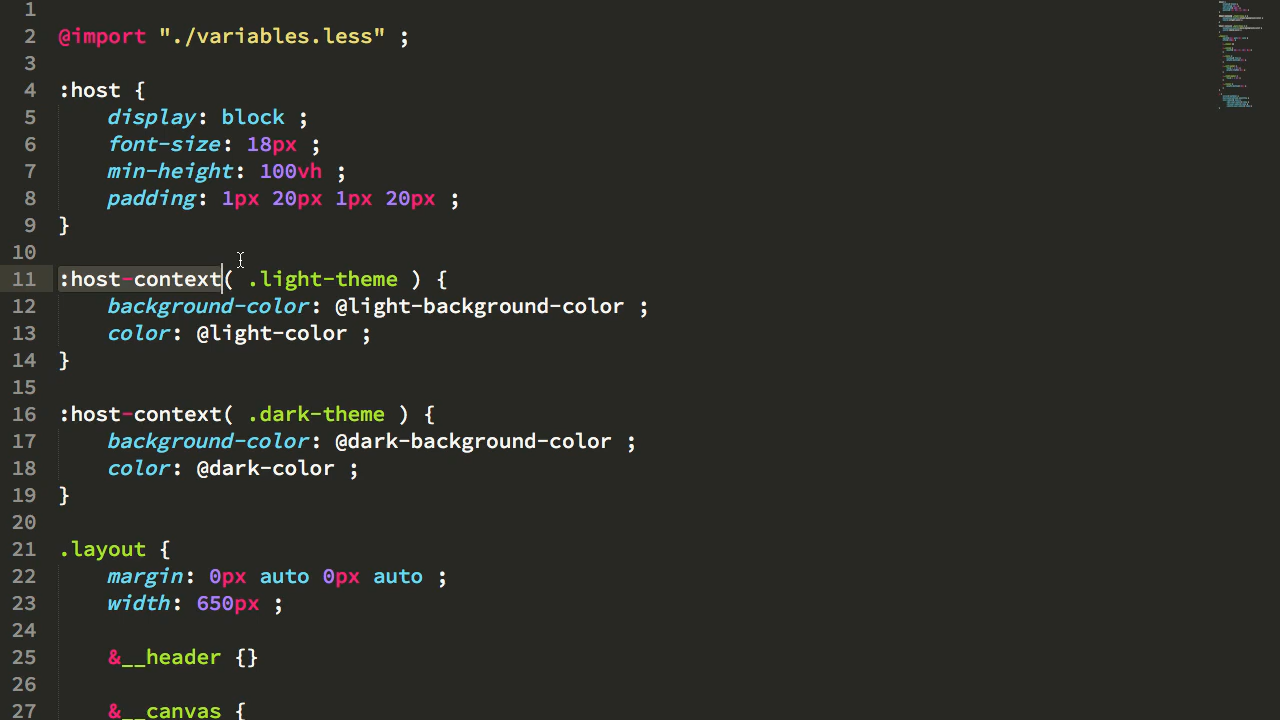 1
2 @import "./variables.less" ;
3
4 :host {
5 display: block ;
6 font-size: 18px ;
7 min-height: 100vh ;
8 padding: 1px 20px 1px 20px ;
9 }
10
11 :host-context( .light-theme ) {
12 background-color: @light-background-color ;
13 color: @light-color ;
14 }
15
16 :host-context( .dark-theme ) {
17 background-color: @dark-background-color ;
18 color: @dark-color ;
19 }
20
21 .layout {
22 margin: 0px auto 0px auto ;
23 width: 650px ;
24
25 &__header {}
26
27 &__canvas {